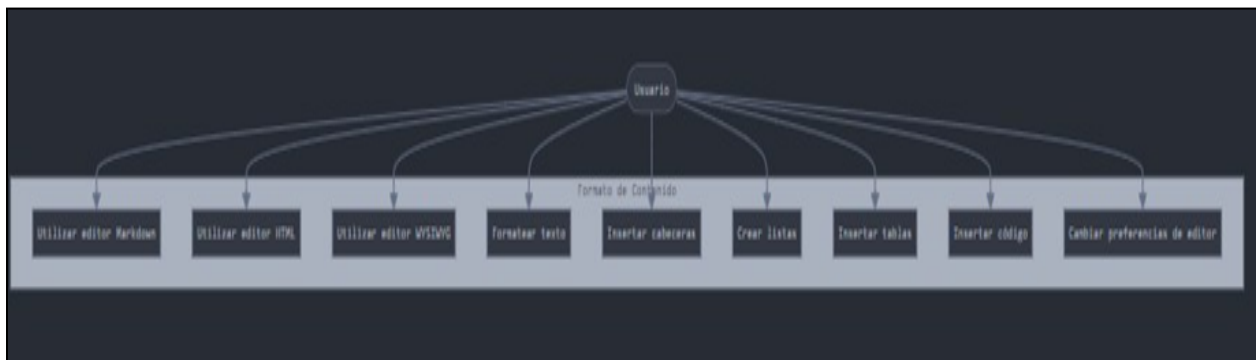 Usuario
Formato de Contenido
Utilizar editor Markdown
Utilizar editor HTML
Utilizar editor WYSIWYG
Formatear texto
Insertar cabeceras
Crear listas
Insertar tablas
Insertar código
Cambiar preferencias de editor